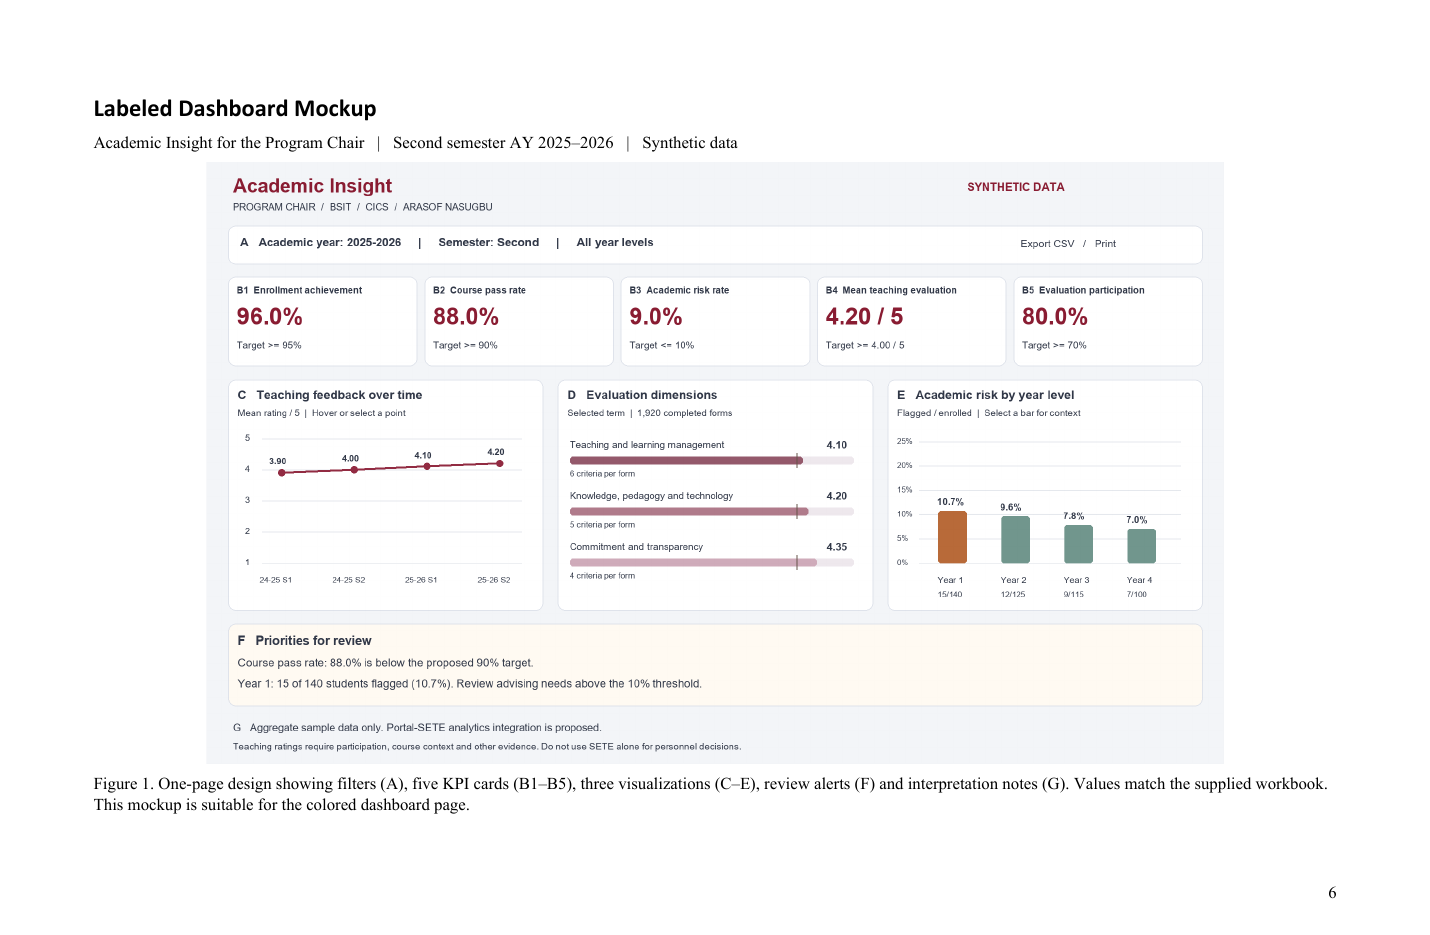 Labeled Dashboard Mockup
Academic Insight for the Program Chair | Second semester AY 2025–2026 | Synthetic data
Academic Insight
SYNTHETIC DATA
PROGRAM CHAIR / BSIT / CICS / ARASOF NASUGBU
A Academic year: 2025-2026 | Semester: Second | All year levels
Export CSV / Print
B1 Enrollment achievement
96.0%
Target >= 95%
B2 Course pass rate
88.0%
Target >= 90%
B3 Academic risk rate
9.0%
Target <= 10%
B4 Mean teaching evaluation
4.20 / 5
Target >= 4.00 / 5
B5 Evaluation participation
80.0%
Target >= 70%
C Teaching feedback over time
Mean rating / 5 | Hover or select a point
5
4
3
2
1
3.90
4.00
4.10
4.20
24-25 S1
24-25 S2
25-26 S1
25-26 S2
D Evaluation dimensions
Selected term | 1,920 completed forms
Teaching and learning management 4.10
6 criteria per form
Knowledge, pedagogy and technology 4.20
5 criteria per form
Commitment and transparency 4.35
4 criteria per form
E Academic risk by year level
Flagged / enrolled | Select a bar for context
25%
20%
15%
10%
5%
0%
10.7%
9.6%
7.8%
7.0%
Year 1
Year 2
Year 3
Year 4
15/140
12/125
9/115
7/100
F Priorities for review
Course pass rate: 88.0% is below the proposed 90% target.
Year 1: 15 of 140 students flagged (10.7%). Review advising needs above the 10% threshold.
G Aggregate sample data only. Portal-SETE analytics integration is proposed.
Teaching ratings require participation, course context and other evidence. Do not use SETE alone for personnel decisions.
Figure 1. One-page design showing filters (A), five KPI cards (B1–B5), three visualizations (C–E), review alerts (F) and interpretation notes (G). Values match the supplied workbook.
This mockup is suitable for the colored dashboard page.
6